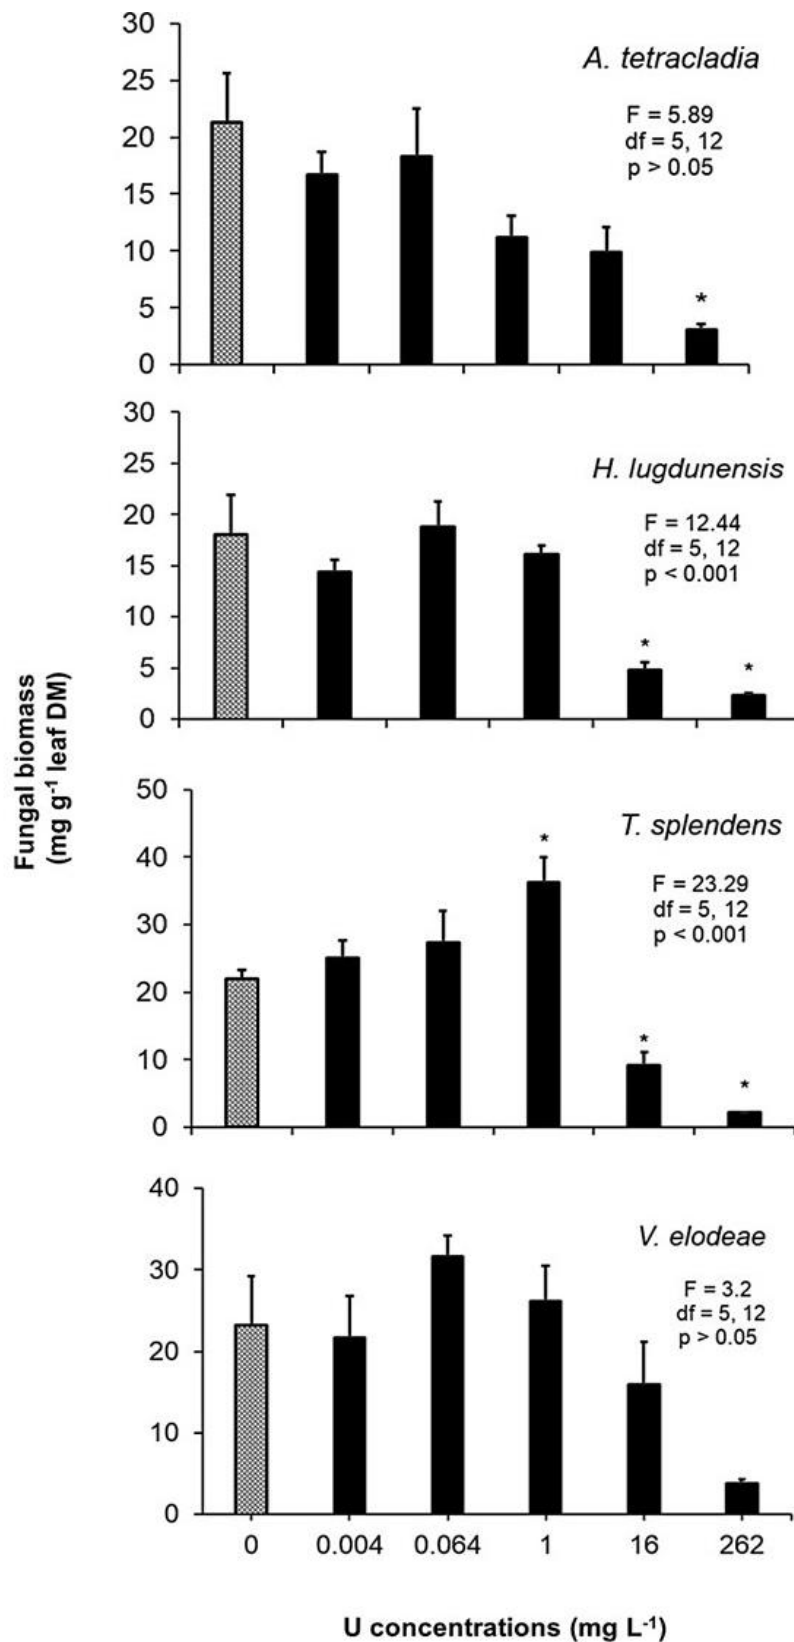 30
25
20
15
10
5
0
A. tetracladia
F = 5.89
df = 5, 12
p > 0.05
*
30
25
20
15
10
5
0
H. lugdunensis
F = 12.44
df = 5, 12
p < 0.001
*
*
Fungal biomass
(mg g⁻¹ leaf DM)
50
40
30
20
10
0
T. splendens
F = 23.29
df = 5, 12
p < 0.001
*
*
*
40
30
20
10
0
V. elodeae
F = 3.2
df = 5, 12
p > 0.05
0 0.004 0.064 1 16 262
U concentrations (mg L⁻¹)